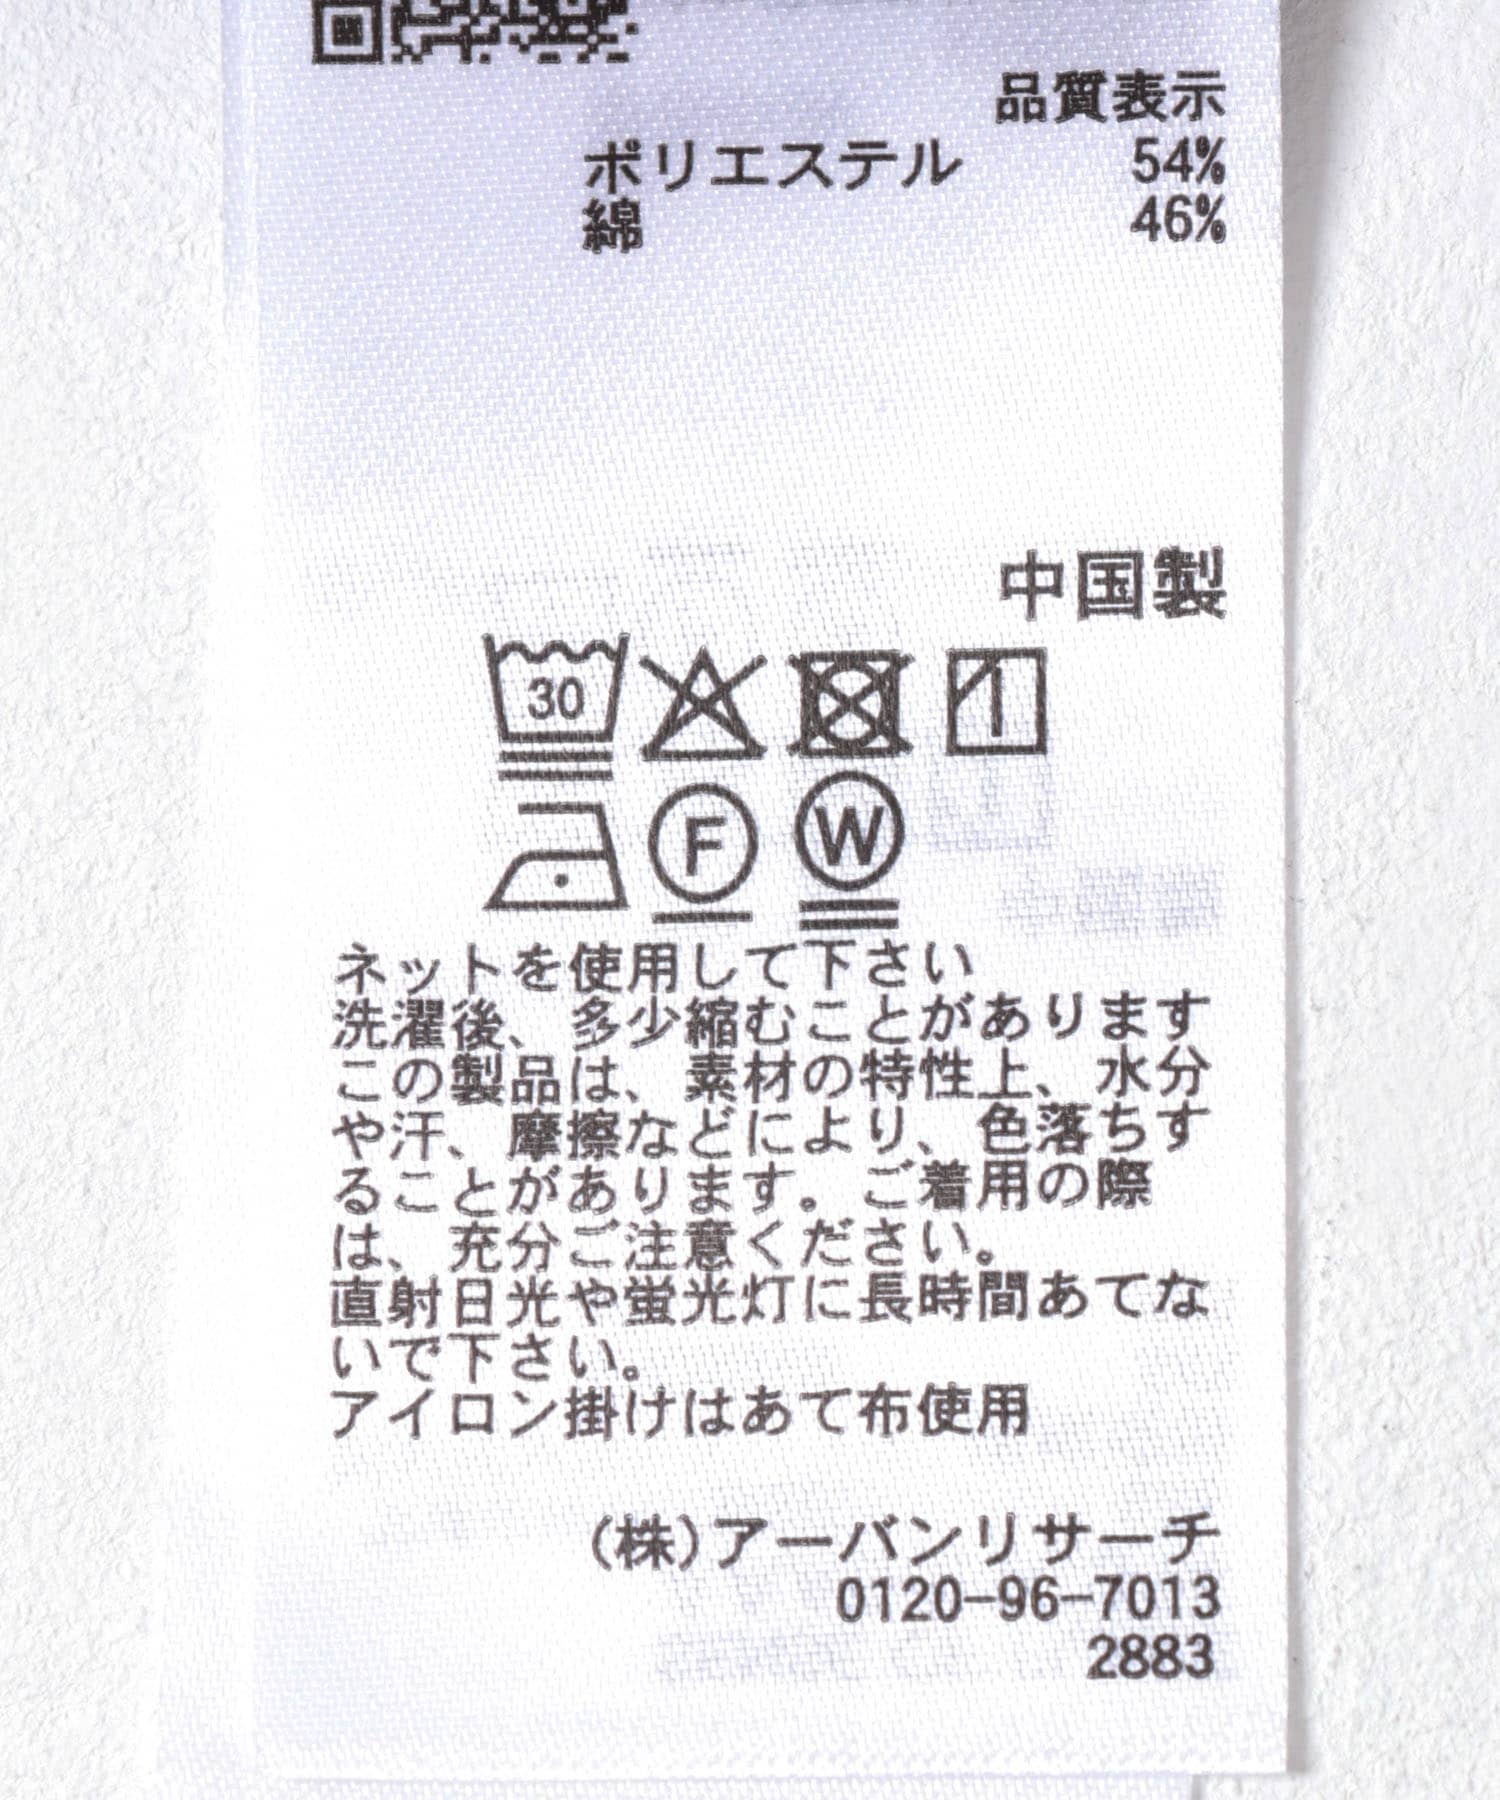 品質表示
ポリエステル 54%
綿 46%
中国製
30
F W
ネットを使用して下さい
洗濯後、多少縮むことがあります
この製品は、素材の特性上、水分
や汗、摩擦などにより、色落ちす
ることがあります。ご着用の際
は、充分ご注意ください。
直射日光や蛍光灯に長時間あてな
いで下さい。
アイロン掛けはあて布使用
(株)アーバンリサーチ
0120-96-7013
2883